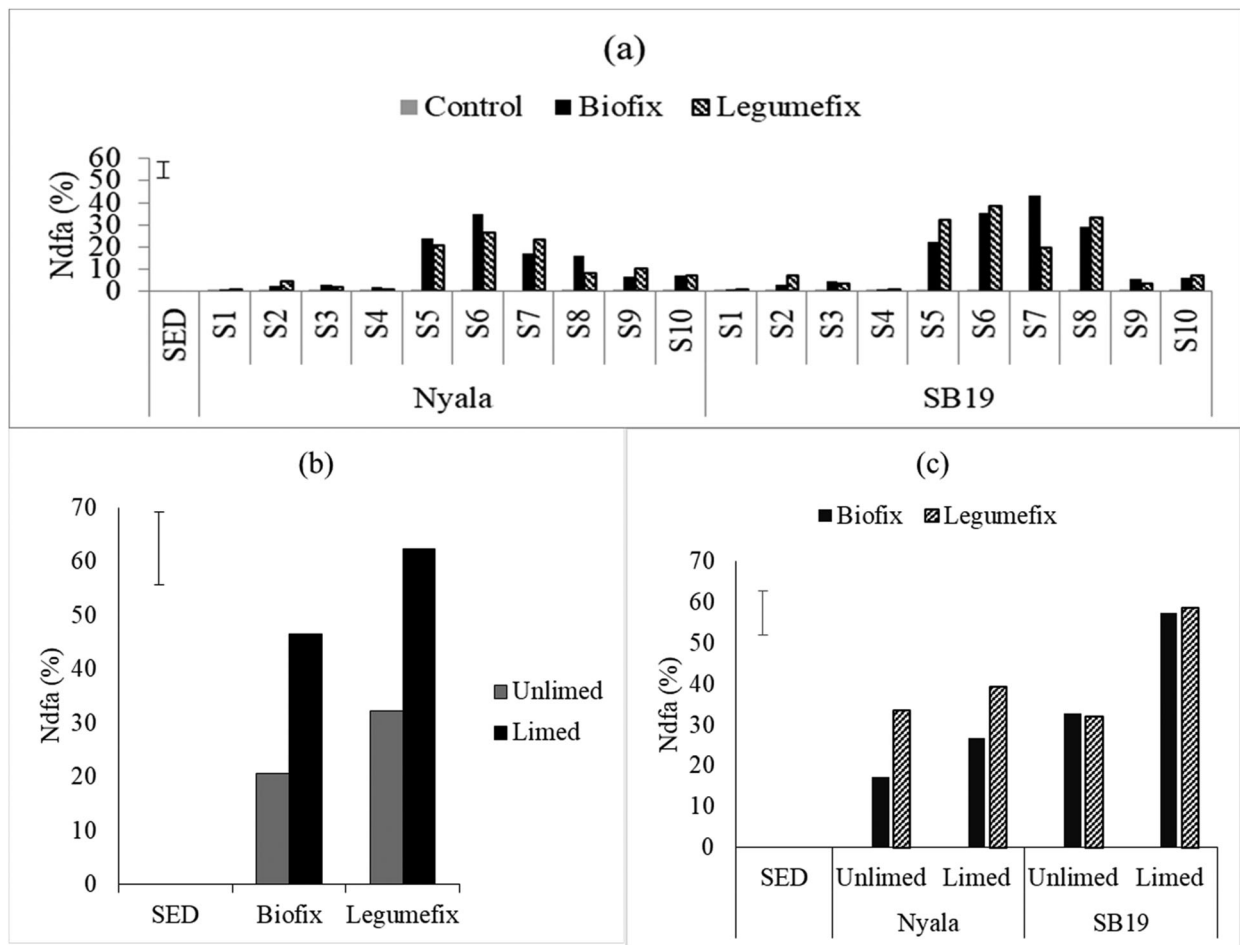 (a)
Control Biofix Legumefix
Ndfa (%)
60
50
40
30
20
10
0
SED S1 S2 S3 S4 S5 S6 S7 S8 S9 S10 S1 S2 S3 S4 S5 S6 S7 S8 S9 S10
Nyala SB19
(b)
Ndfa (%)
70
60
50
40
30
20
10
0
Unlimed
Limed
SED Biofix Legumefix
(c)
Biofix Legumefix
Ndfa (%)
70
60
50
40
30
20
10
0
SED Unlimed Limed Unlimed Limed
Nyala SB19